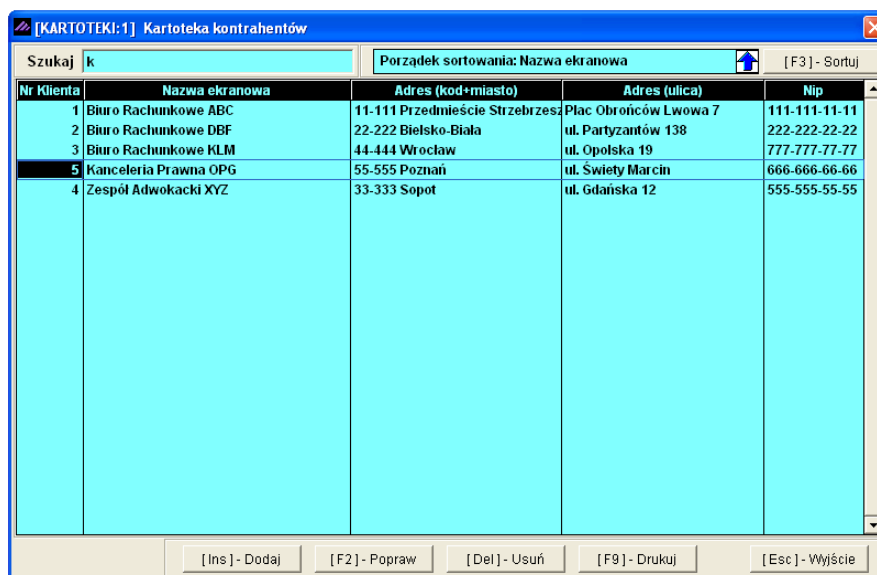 [KARTOTEKI:1] Kartoteka kontrahentów
Szukaj k Porządek sortowania: Nazwa ekranowa [F3] - Sortuj
Nr Klienta Nazwa ekranowa Adres (kod+miasto) Adres (ulica) Nip
1 Biuro Rachunkowe ABC 11-111 Przedmieście Strzebrzesz Plac Obrońców Lwowa 7 111-111-11-11
2 Biuro Rachunkowe DBF 22-222 Bielsko-Biała ul. Partyzantów 138 222-222-22-22
3 Biuro Rachunkowe KLM 44-444 Wrocław ul. Opolska 19 777-777-77-77
5 Kanceleria Prawna OPG 55-555 Poznań ul. Świety Marcin 666-666-66-66
4 Zespół Adwokacki XYZ 33-333 Sopot ul. Gdańska 12 555-555-55-55
[Ins] - Dodaj [F2] - Popraw [Del] - Usuń [F9] - Drukuj [Esc] - Wyjście